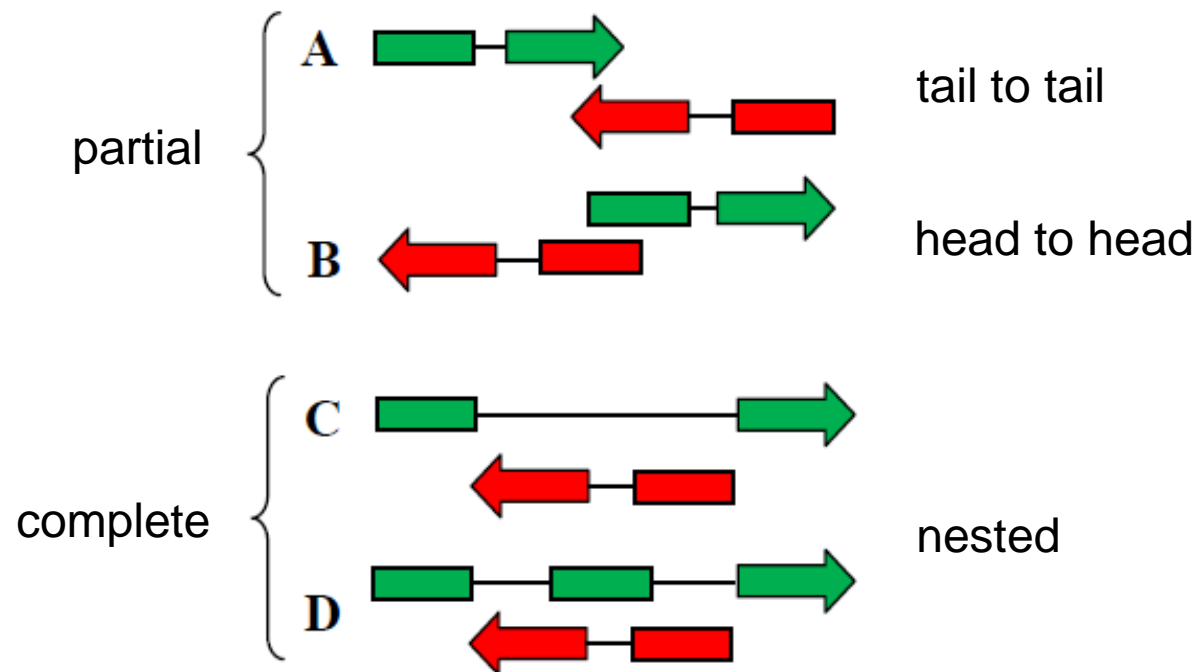 A
tail to tail
partial
head to head
B
C
complete
nested
D